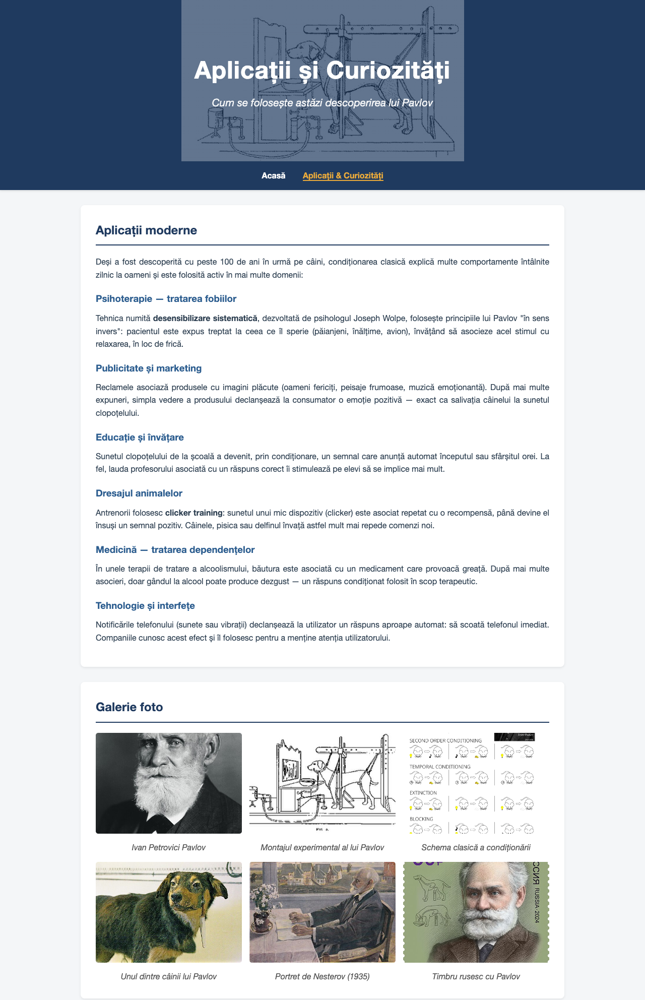 Aplicații și Curiozități
Cum se folosește astăzi descoperirea lui Pavlov
Acasă Aplicații & Curiozități
Aplicații moderne
Deși a fost descoperită cu peste 100 de ani în urmă pe câini, condiționarea clasică explică multe comportamente întâlnite
zilnic la oameni și este folosită activ în mai multe domenii:
Psihoterapie — tratarea fobiilor
Tehnica numită desensibilizare sistematică, dezvoltată de psihologul Joseph Wolpe, folosește principiile lui Pavlov "în sens
invers": pacientul este expus treptat la ceea ce îl sperie (păianjeni, înălțime, avion), învățând să asocieze acel stimul cu
relaxarea, în loc de frică.
Publicitate și marketing
Reclamele asociază produsele cu imagini plăcute (oameni fericiți, peisaje frumoase, muzică emoționantă). După mai multe
expuneri, simpla vedere a produsului declanșează la consumator o emoție pozitivă — exact ca salivația câinelui la sunetul
clopoțelului.
Educație și învățare
Sunetul clopoțelului de la școală a devenit, prin condiționare, un semnal care anunță automat începutul sau sfârșitul orei. La
fel, lauda profesorului asociată cu un răspuns corect îi stimulează pe elevi să se implice mai mult.
Dresajul animalelor
Antrenorii folosesc clicker training: sunetul unui mic dispozitiv (clicker) este asociat repetat cu o recompensă, până devine el
însuși un semnal pozitiv. Câinele, pisica sau delfinul învață astfel mult mai repede comenzi noi.
Medicină — tratarea dependențelor
În unele terapii de tratare a alcoolismului, băutura este asociată cu un medicament care provoacă greață. După mai multe
asocieri, doar gândul la alcool poate produce dezgust — un răspuns condiționat folosit în scop terapeutic.
Tehnologie și interfețe
Notificările telefonului (sunete sau vibrații) declanșează la utilizator un răspuns aproape automat: să scoată telefonul imediat.
Companiile cunosc acest efect și îl folosesc pentru a menține atenția utilizatorului.
Galerie foto
Ivan Pavlov
SECOND ORDER CONDITIONING
TEMPORAL CONDITIONING
EXTINCTION
BLOCKING
Ivan Petrovici Pavlov
Montajul experimental al lui Pavlov
Schema clasică a condiționării
РОССИЯ RUSSIA·2024
Unul dintre câinii lui Pavlov
Portret de Nesterov (1935)
Timbru rusesc cu Pavlov